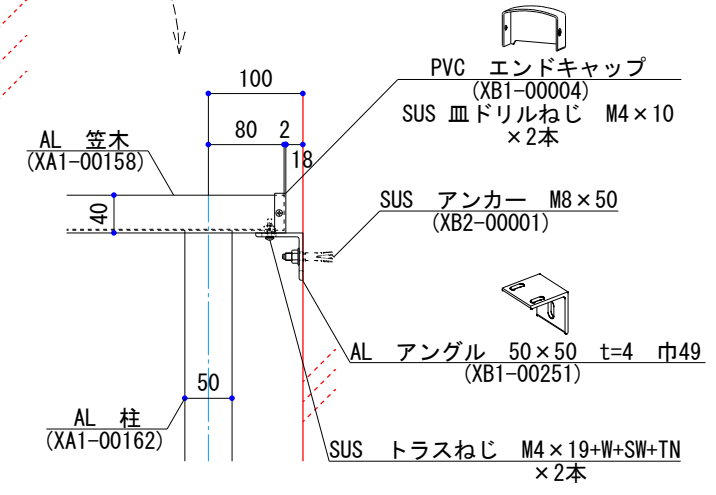 PVC エンドキャップ
(XB1-00004)
SUS 皿ドリルねじ M4×10
×2本
100
80 2
18
AL 笠木
(XA1-00158)
40
SUS アンカー M8×50
(XB2-00001)
AL アングル 50×50 t=4 巾49
(XB1-00251)
50
AL 柱
(XA1-00162)
SUS トラスねじ M4×19+W+SW+TN
×2本